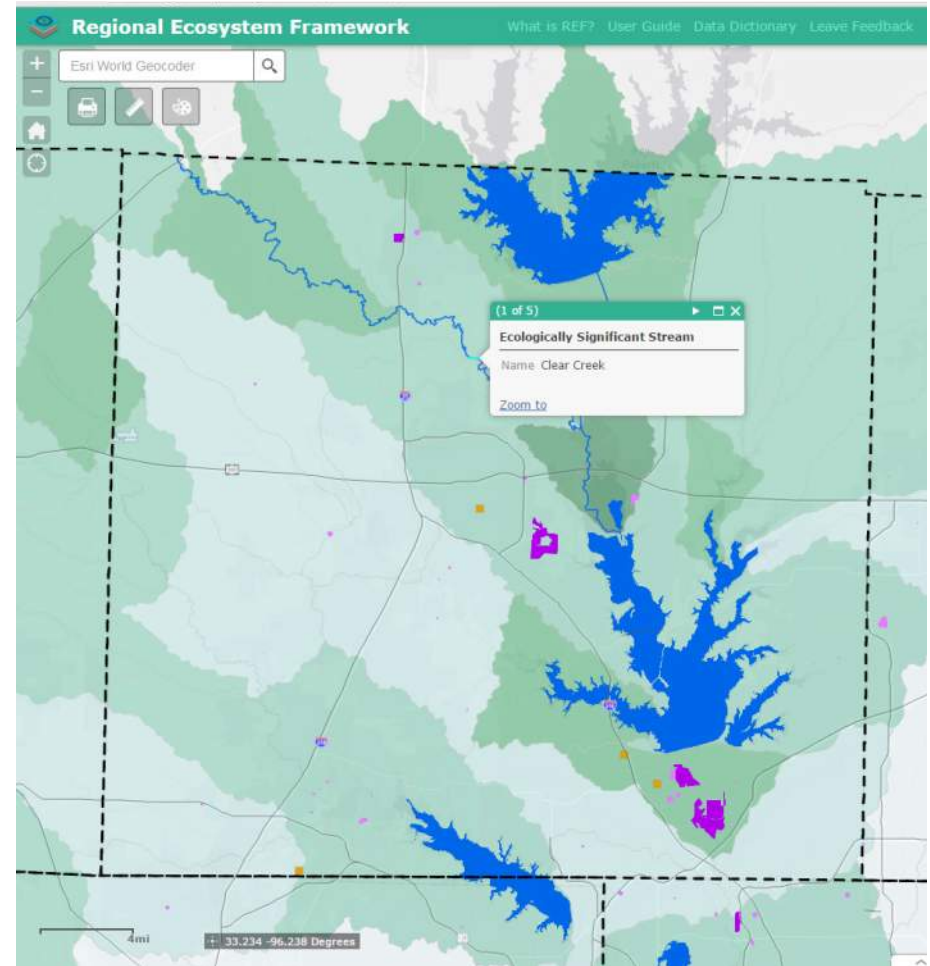 Regional Ecosystem Framework
What is REF? User Guide Data Dictionary Leave Feedback
+
Esri World Geocoder
−
(1 of 5)
Ecologically Significant Stream
Name Clear Creek
Zoom to
4mi
33.234 -96.238 Degrees